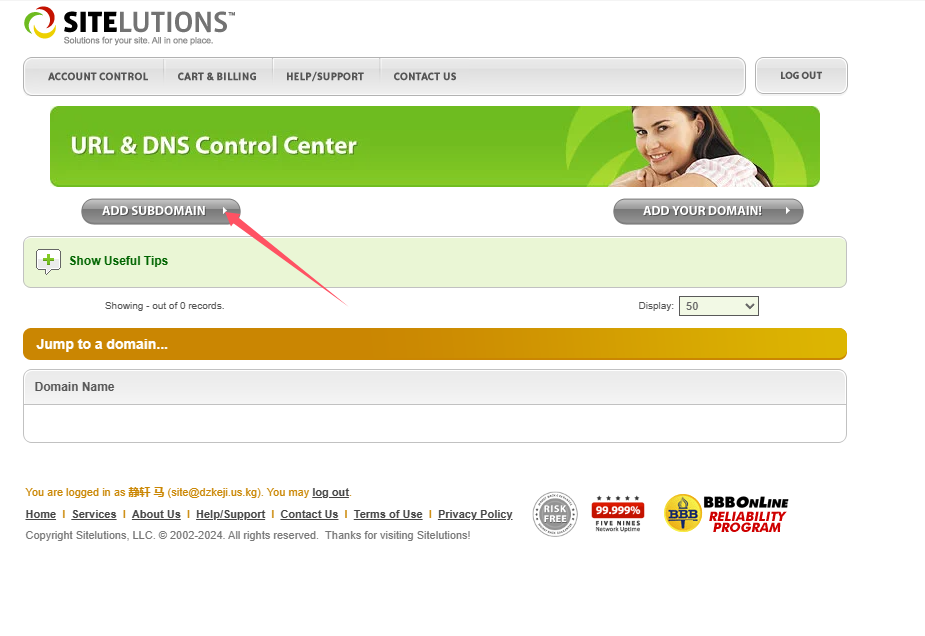 SITELUTIONS™
Solutions for your site. All in one place.
ACCOUNT CONTROL CART & BILLING HELP/SUPPORT CONTACT US LOG OUT
URL & DNS Control Center
ADD SUBDOMAIN ADD YOUR DOMAIN!
Show Useful Tips
Showing - out of 0 records. Display: 50
Jump to a domain...
Domain Name
You are logged in as 静轩 马 (site@dzkeji.us.kg). You may log out.
Home | Services | About Us | Help/Support | Contact Us | Terms of Use | Privacy Policy
Copyright Sitelutions, LLC. © 2002-2024. All rights reserved. Thanks for visiting Sitelutions!
RISK
FREE
99.999%
FIVE NINES
Network Uptime
BBB
BBBONLINE
RELIABILITY
PROGRAM